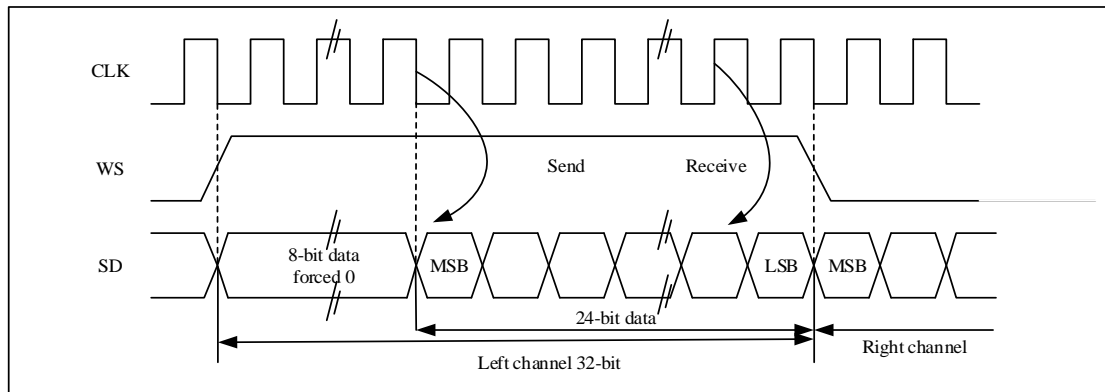 CLK
WS
Send
Receive
SD
8-bit data
forced 0
MSB
LSB
MSB
24-bit data
Right channel
Left channel 32-bit